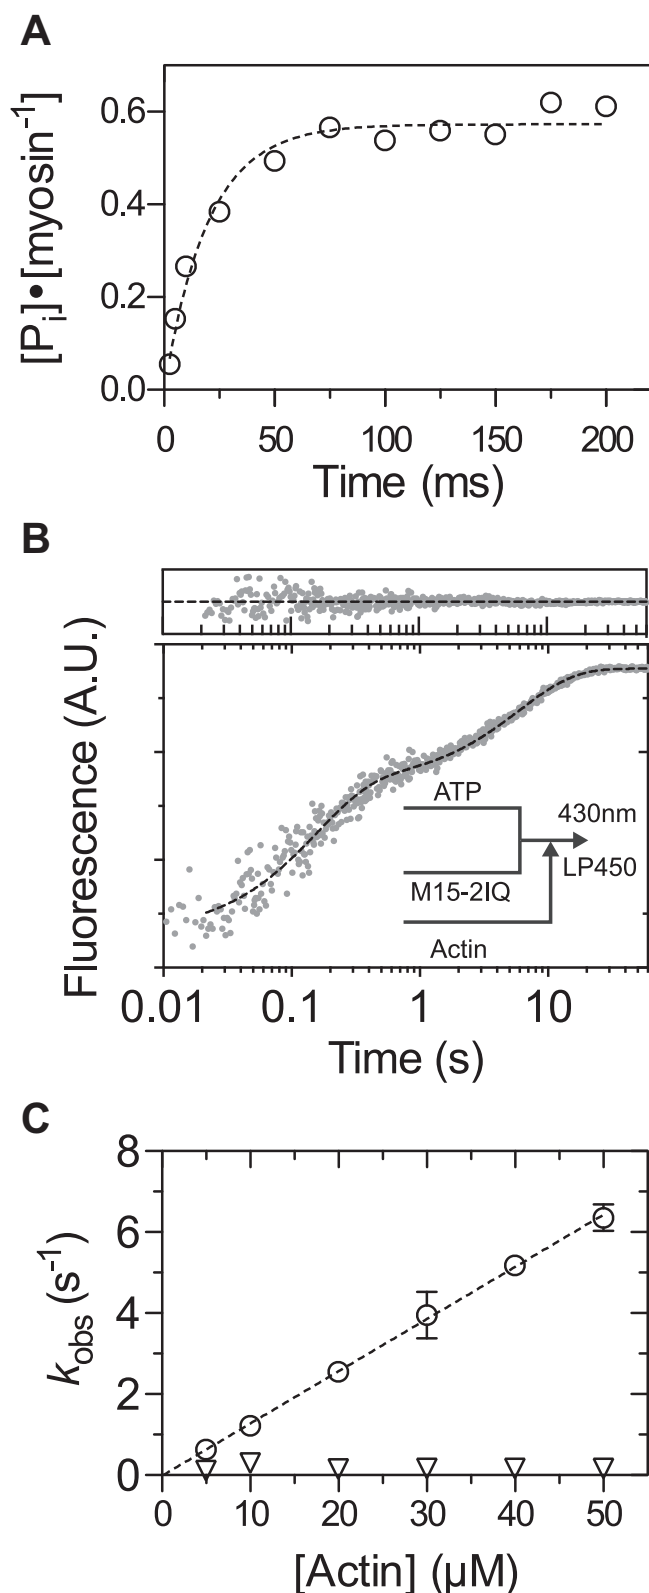 A
[Pi]•[myosin⁻¹]
0.6
0.4
0.2
0.0
0 50 100 150 200
Time (ms)
B
Fluorescence (A.U.)
ATP
430nm
LP450
M15-2IQ
Actin
0.01 0.1 1 10
Time (s)
C
kobs (s⁻¹)
8
6
4
2
0
0 10 20 30 40 50
[Actin] (µM)